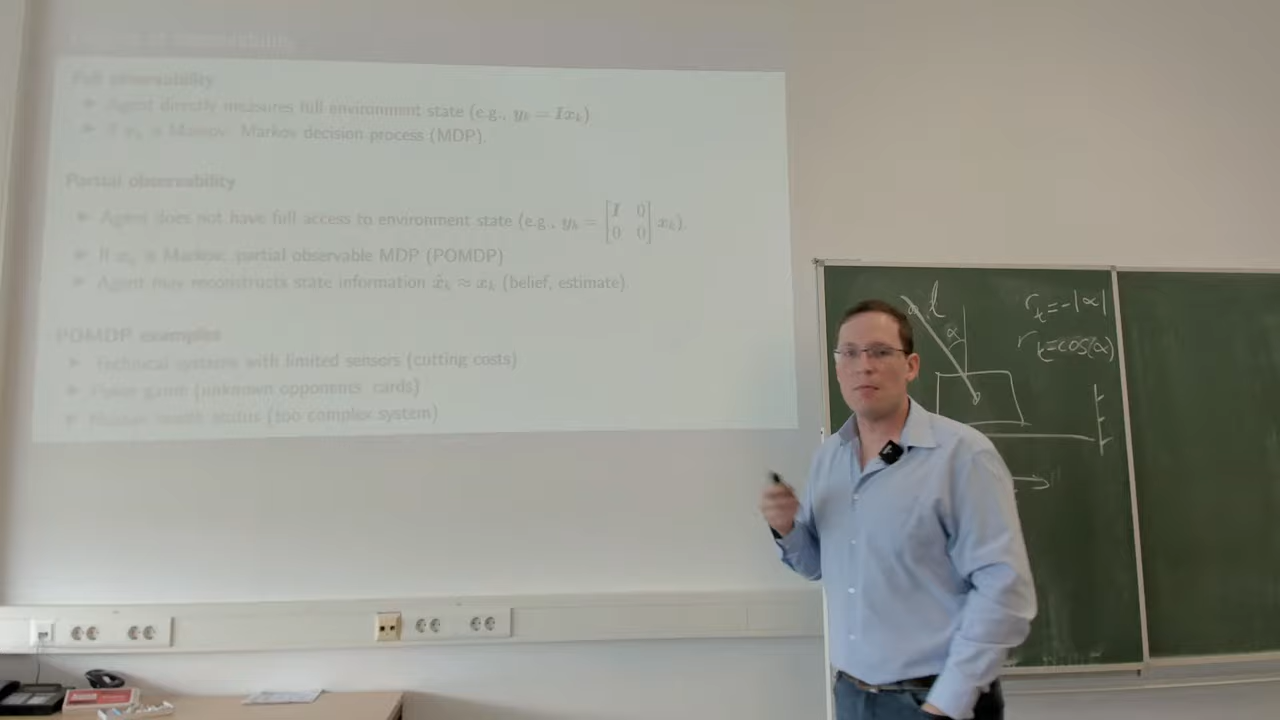 Full observability
Agent directly measures full environment state (e.g., yₖ = Ixₖ)
If xₖ is Markov: Markov decision process (MDP).
Partial observability
Agent does not have full access to environment state (e.g., yₖ = [I 0; 0 0] xₖ).
If xₖ is Markov: partial observable MDP (POMDP)
Agent may reconstructs state information x̂ₖ ≈ xₖ (belief, estimate).
POMDP examples
Technical systems with limited sensors (cutting costs)
Poker game (unknown opponents' cards)
Human health status (too complex system)
l
α
r_t = -|α|
r_t = cos(α)